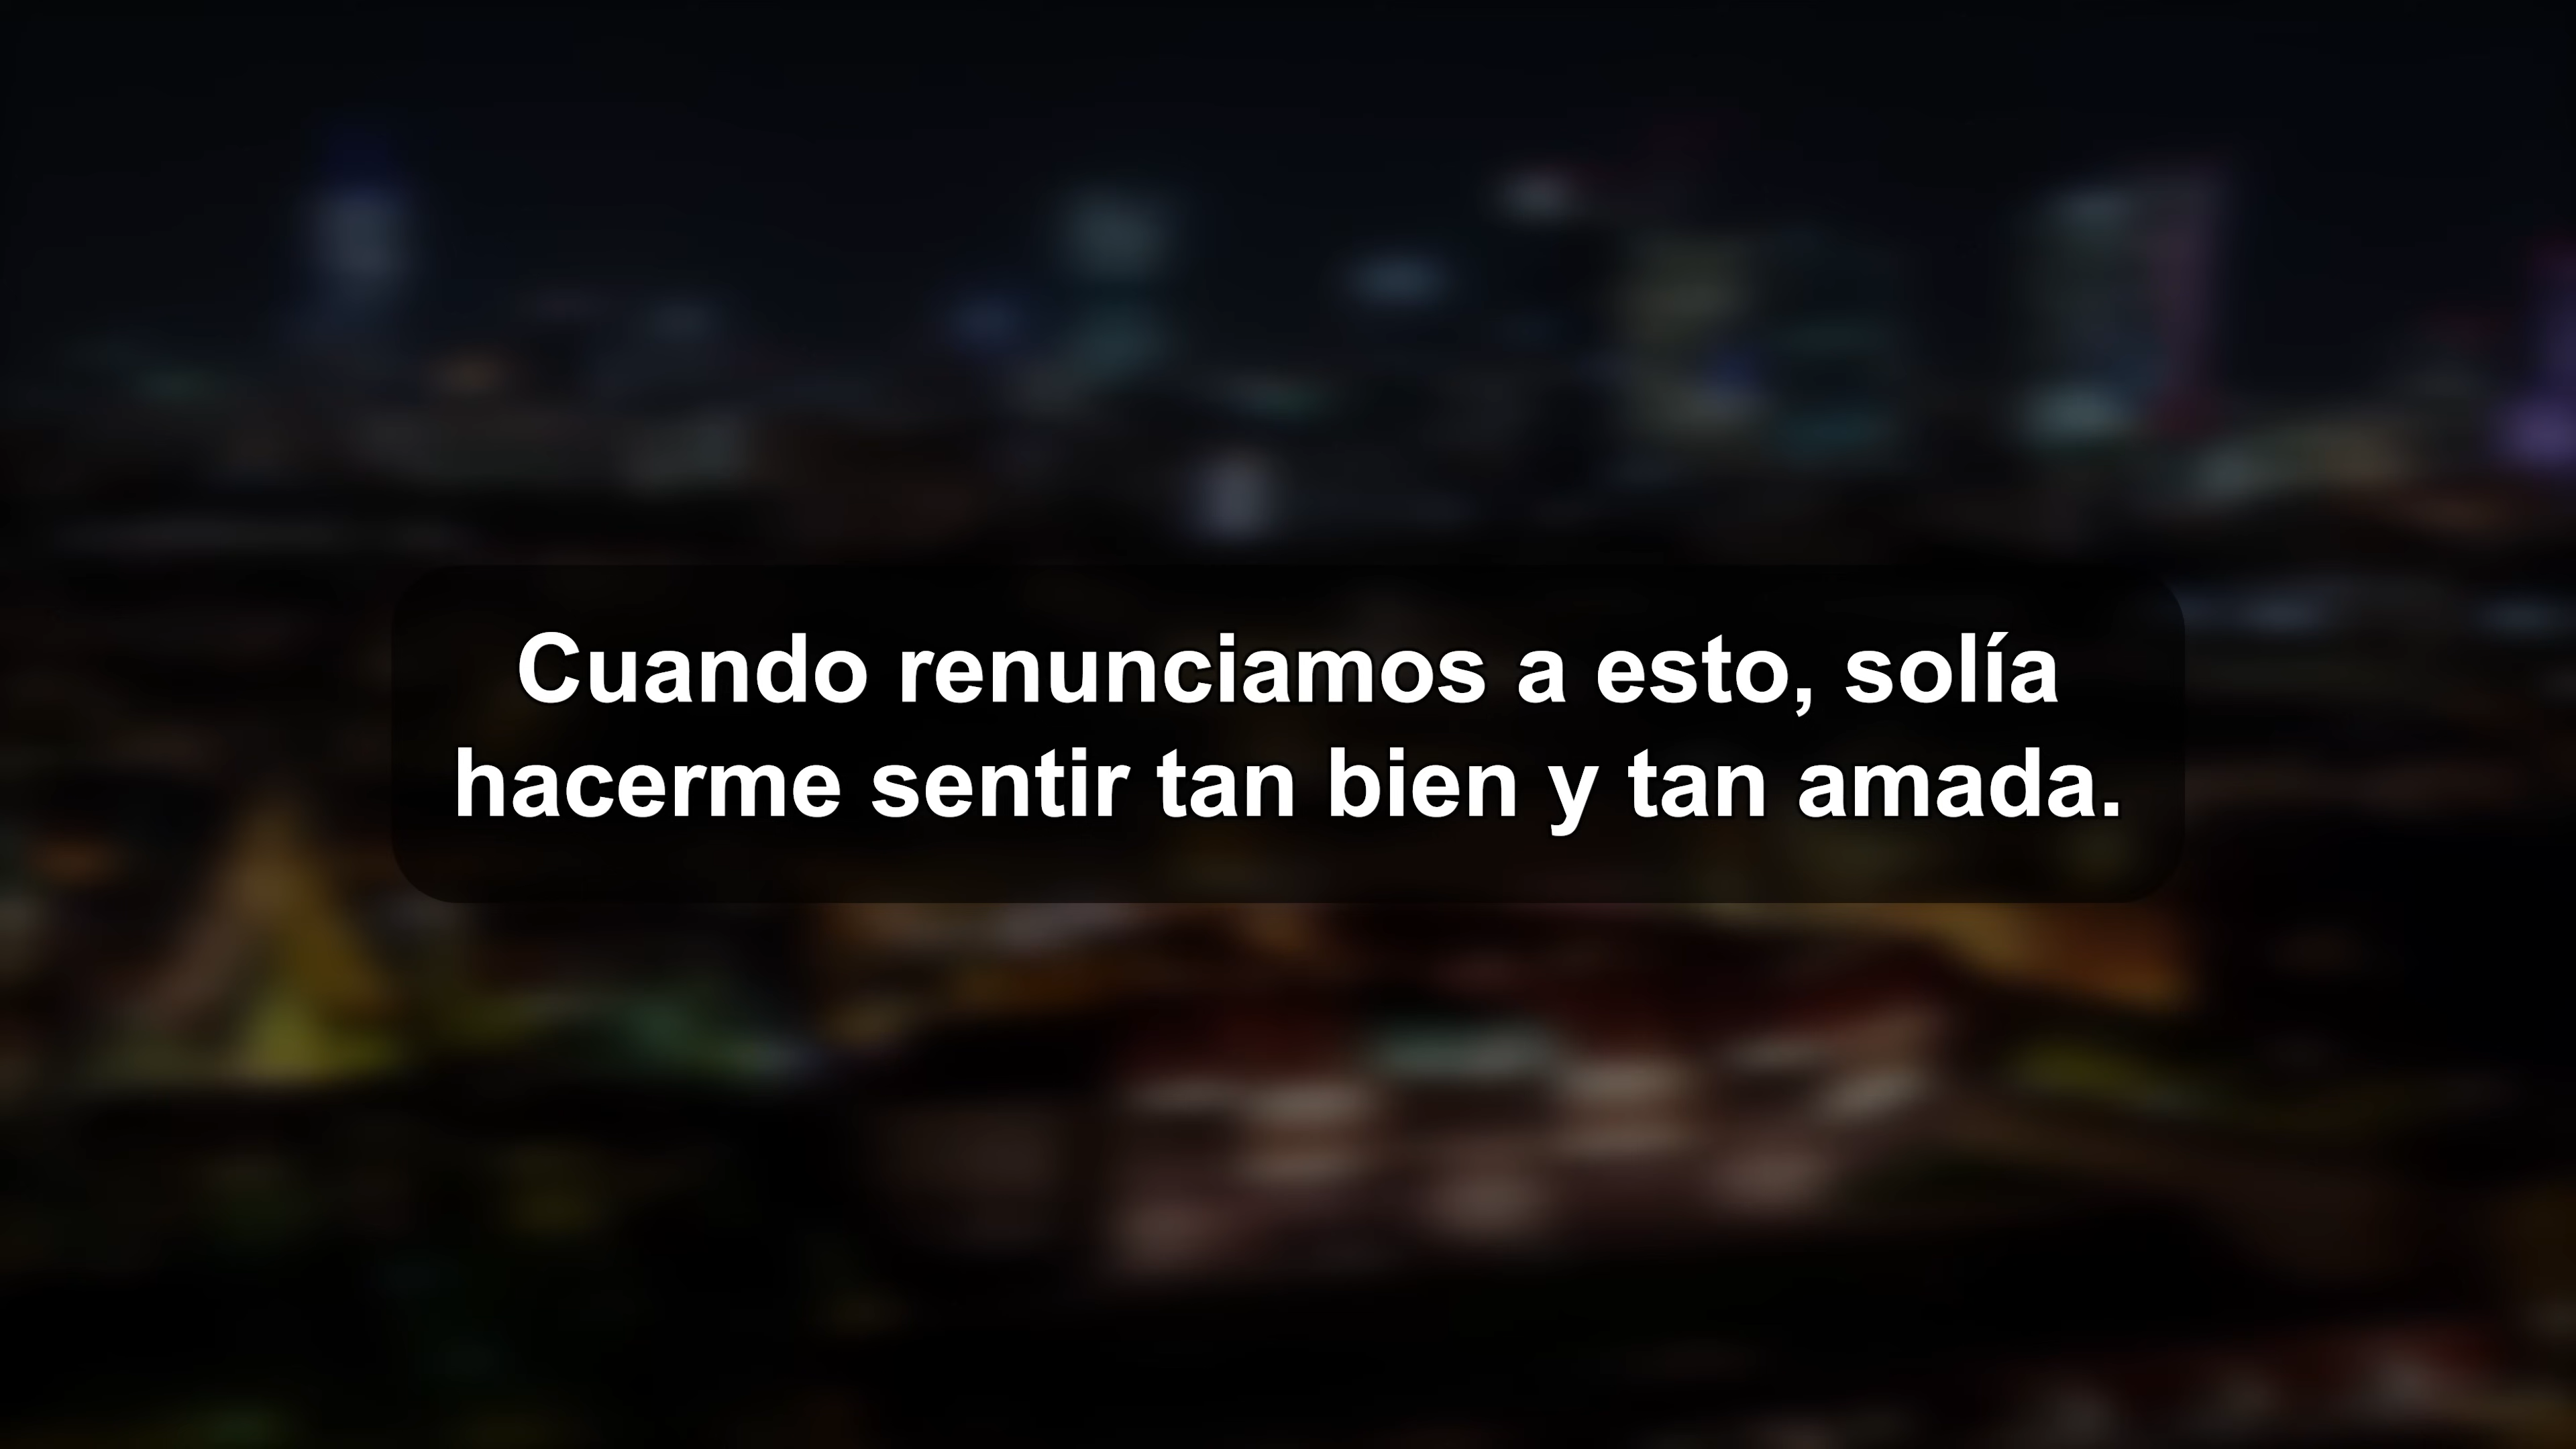 Cuando renunciamos a esto, solía
hacerme sentir tan bien y tan amada.